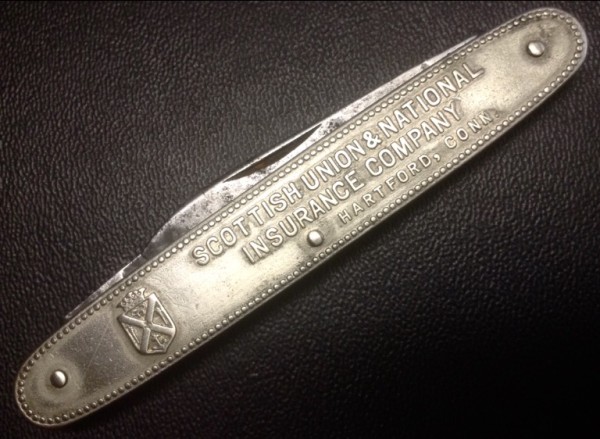 SCOTTISH UNION & NATIONAL
INSURANCE COMPANY
HARTFORD, CONN.